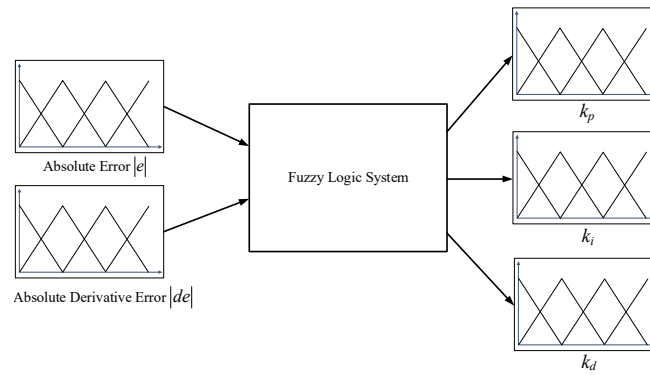 Absolute Error |e|
Absolute Derivative Error |de|
Fuzzy Logic System
k_p
k_i
k_d